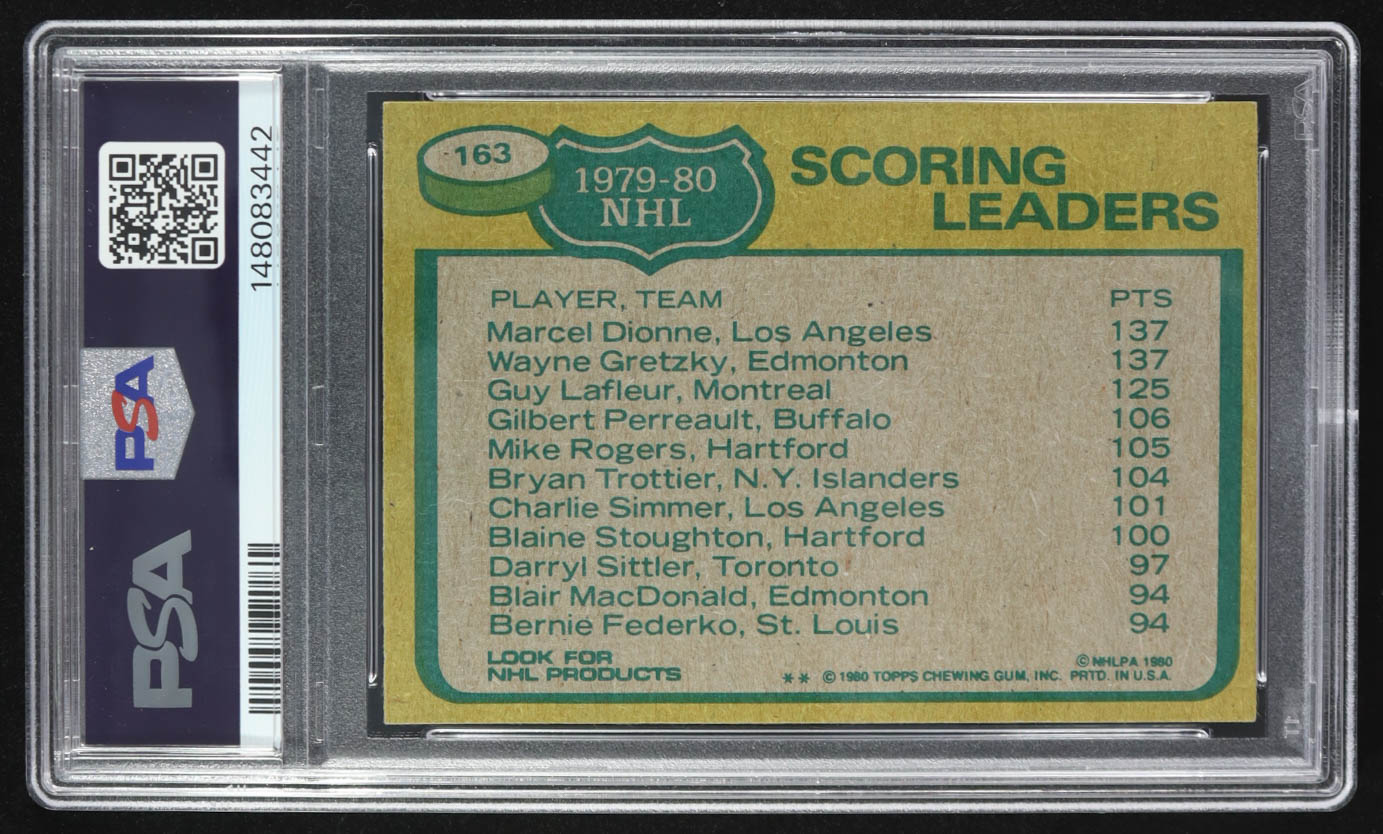 148083442
PSA
PSA
163
1979-80
NHL
SCORING
LEADERS
PLAYER, TEAM PTS
Marcel Dionne, Los Angeles 137
Wayne Gretzky, Edmonton 137
Guy Lafleur, Montreal 125
Gilbert Perreault, Buffalo 106
Mike Rogers, Hartford 105
Bryan Trottier, N.Y. Islanders 104
Charlie Simmer, Los Angeles 101
Blaine Stoughton, Hartford 100
Darryl Sittler, Toronto 97
Blair MacDonald, Edmonton 94
Bernie Federko, St. Louis 94
LOOK FOR
NHL PRODUCTS
© NHLPA 1980
** © 1980 TOPPS CHEWING GUM, INC. PRTD. IN U.S.A.
PSA